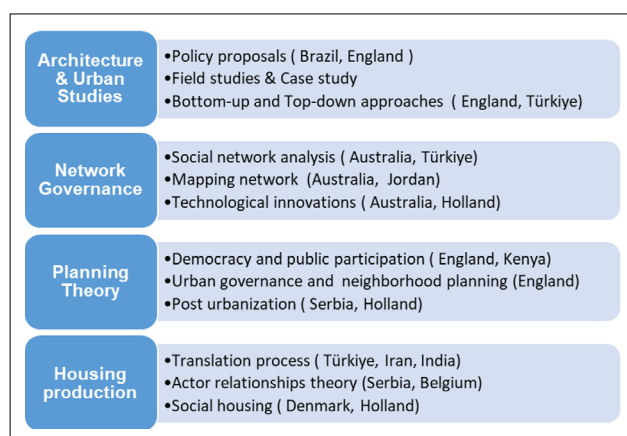 Architecture
& Urban
Studies
•Policy proposals ( Brazil, England )
•Field studies & Case study
•Bottom-up and Top-down approaches ( England, Türkiye)
Network
Governance
•Social network analysis ( Australia, Türkiye)
•Mapping network (Australia, Jordan)
•Technological innovations ( Australia, Holland)
Planning
Theory
•Democracy and public participation ( England, Kenya)
•Urban governance and neighborhood planning (England)
•Post urbanization ( Serbia, Holland)
Housing
production
•Translation process ( Türkiye, Iran, India)
•Actor relationships theory (Serbia, Belgium)
•Social housing ( Denmark, Holland)